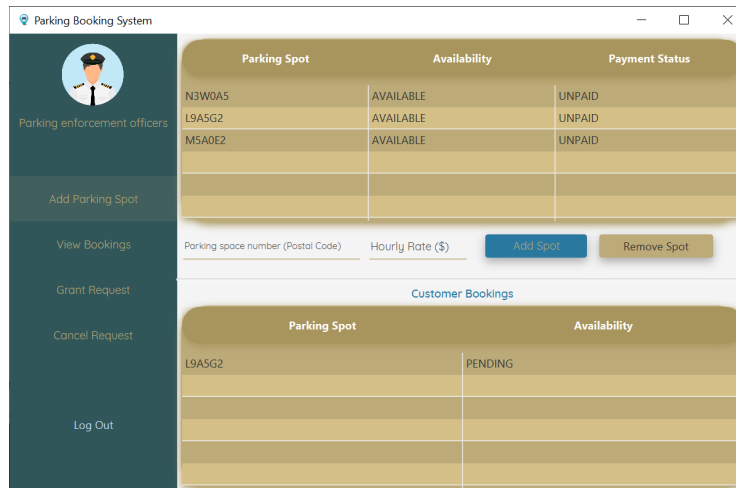 Parking Booking System
Parking enforcement officers
Add Parking Spot
View Bookings
Grant Request
Cancel Request
Log Out
Parking Spot Availability Payment Status
N3W0A5 AVAILABLE UNPAID
L9A5G2 AVAILABLE UNPAID
M5A0E2 AVAILABLE UNPAID
Parking space number (Postal Code) Hourly Rate ($) Add Spot Remove Spot
Customer Bookings
Parking Spot Availability
L9A5G2 PENDING